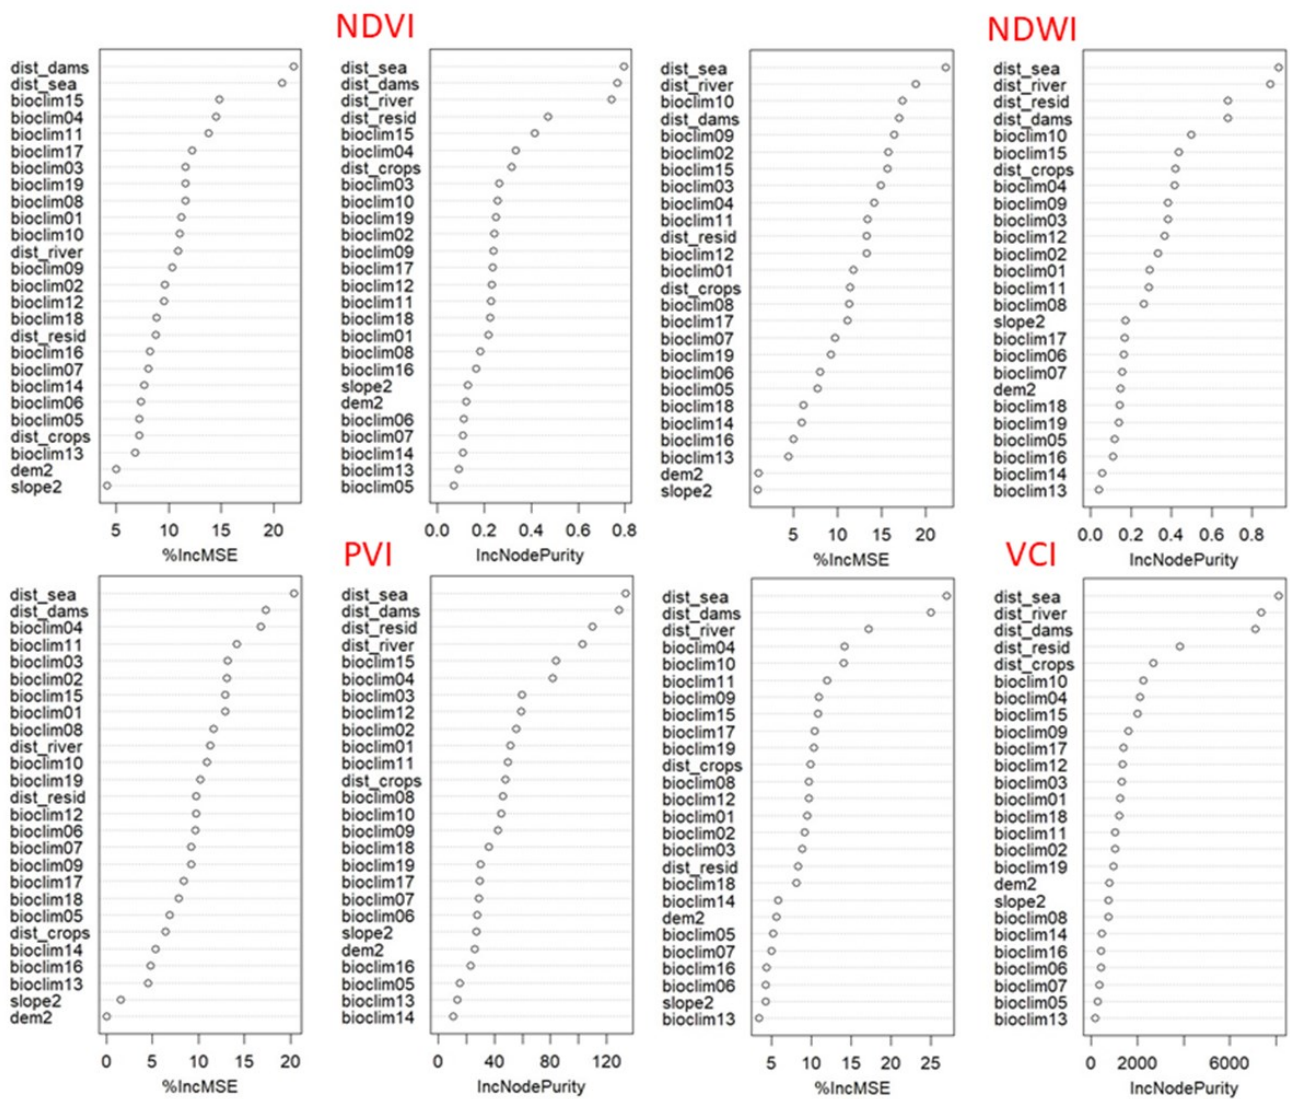 NDVI
dist_dams
dist_sea
bioclim15
bioclim04
bioclim11
bioclim17
bioclim03
bioclim19
bioclim08
bioclim01
bioclim10
dist_river
bioclim09
bioclim02
bioclim12
bioclim18
dist_resid
bioclim16
bioclim07
bioclim14
bioclim06
bioclim05
dist_crops
bioclim13
dem2
slope2
5 10 15 20
%IncMSE
dist_sea
dist_dams
dist_river
dist_resid
bioclim15
bioclim04
dist_crops
bioclim03
bioclim10
bioclim19
bioclim02
bioclim09
bioclim17
bioclim12
bioclim11
bioclim18
bioclim01
bioclim08
bioclim16
slope2
dem2
bioclim06
bioclim07
bioclim14
bioclim13
bioclim05
0.0 0.2 0.4 0.6 0.8
IncNodePurity
NDWI
dist_sea
dist_river
bioclim10
dist_dams
bioclim09
bioclim02
bioclim15
bioclim03
bioclim04
bioclim11
dist_resid
bioclim12
bioclim01
dist_crops
bioclim08
bioclim17
bioclim07
bioclim19
bioclim06
bioclim05
bioclim18
bioclim14
bioclim16
bioclim13
dem2
slope2
5 10 15 20
%IncMSE
dist_sea
dist_river
dist_resid
dist_dams
bioclim10
bioclim15
dist_crops
bioclim04
bioclim09
bioclim03
bioclim12
bioclim02
bioclim01
bioclim11
bioclim08
slope2
bioclim17
bioclim06
bioclim07
dem2
bioclim18
bioclim19
bioclim05
bioclim16
bioclim14
bioclim13
0.0 0.2 0.4 0.6 0.8
IncNodePurity
PVI
dist_sea
dist_dams
bioclim04
bioclim11
bioclim03
bioclim02
bioclim15
bioclim01
bioclim08
dist_river
bioclim10
bioclim19
dist_resid
bioclim12
bioclim06
bioclim07
bioclim09
bioclim17
bioclim18
bioclim05
dist_crops
bioclim14
bioclim16
bioclim13
slope2
dem2
0 5 10 15 20
%IncMSE
dist_sea
dist_dams
dist_resid
dist_river
bioclim15
bioclim04
bioclim03
bioclim12
bioclim02
bioclim01
bioclim11
dist_crops
bioclim08
bioclim10
bioclim09
bioclim18
bioclim19
bioclim17
bioclim07
bioclim06
slope2
dem2
bioclim16
bioclim05
bioclim13
bioclim14
0 40 80 120
IncNodePurity
VCI
dist_sea
dist_dams
dist_river
bioclim04
bioclim10
bioclim11
bioclim09
bioclim15
bioclim17
bioclim19
dist_crops
bioclim08
bioclim12
bioclim01
bioclim02
bioclim03
dist_resid
bioclim18
bioclim14
dem2
bioclim05
bioclim07
bioclim16
bioclim06
slope2
bioclim13
5 10 15 20 25
%IncMSE
dist_sea
dist_river
dist_dams
dist_resid
dist_crops
bioclim10
bioclim04
bioclim15
bioclim09
bioclim17
bioclim12
bioclim03
bioclim01
bioclim18
bioclim11
bioclim02
bioclim19
dem2
slope2
bioclim08
bioclim14
bioclim16
bioclim06
bioclim07
bioclim05
bioclim13
0 2000 6000
IncNodePurity